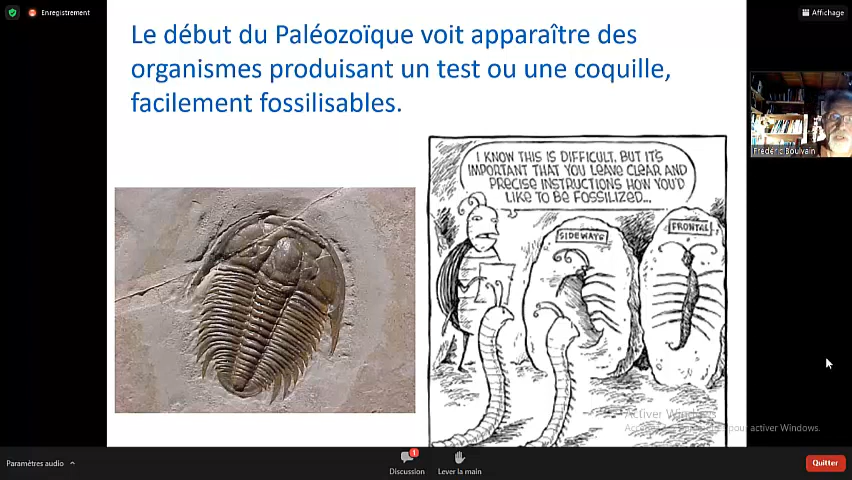 Enregistrement
Affichage
Le début du Paléozoïque voit apparaître des
organismes produisant un test ou une coquille,
facilement fossilisables.
Frédéric Boulvain
I KNOW THIS IS DIFFICULT, BUT IT'S
IMPORTANT THAT YOU LEAVE CLEAR AND
PRECISE INSTRUCTIONS HOW YOU'D
LIKE TO BE FOSSILIZED...
SIDEWAYS
FRONTAL
Activer Windows
pour activer Windows.
Paramètres audio
1
Discussion
Lever la main
Quitter